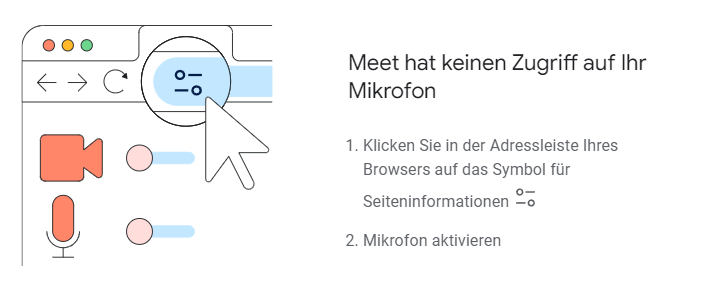 Meet hat keinen Zugriff auf Ihr
Mikrofon
1. Klicken Sie in der Adressleiste Ihres
Browsers auf das Symbol für
Seiteninformationen
2. Mikrofon aktivieren